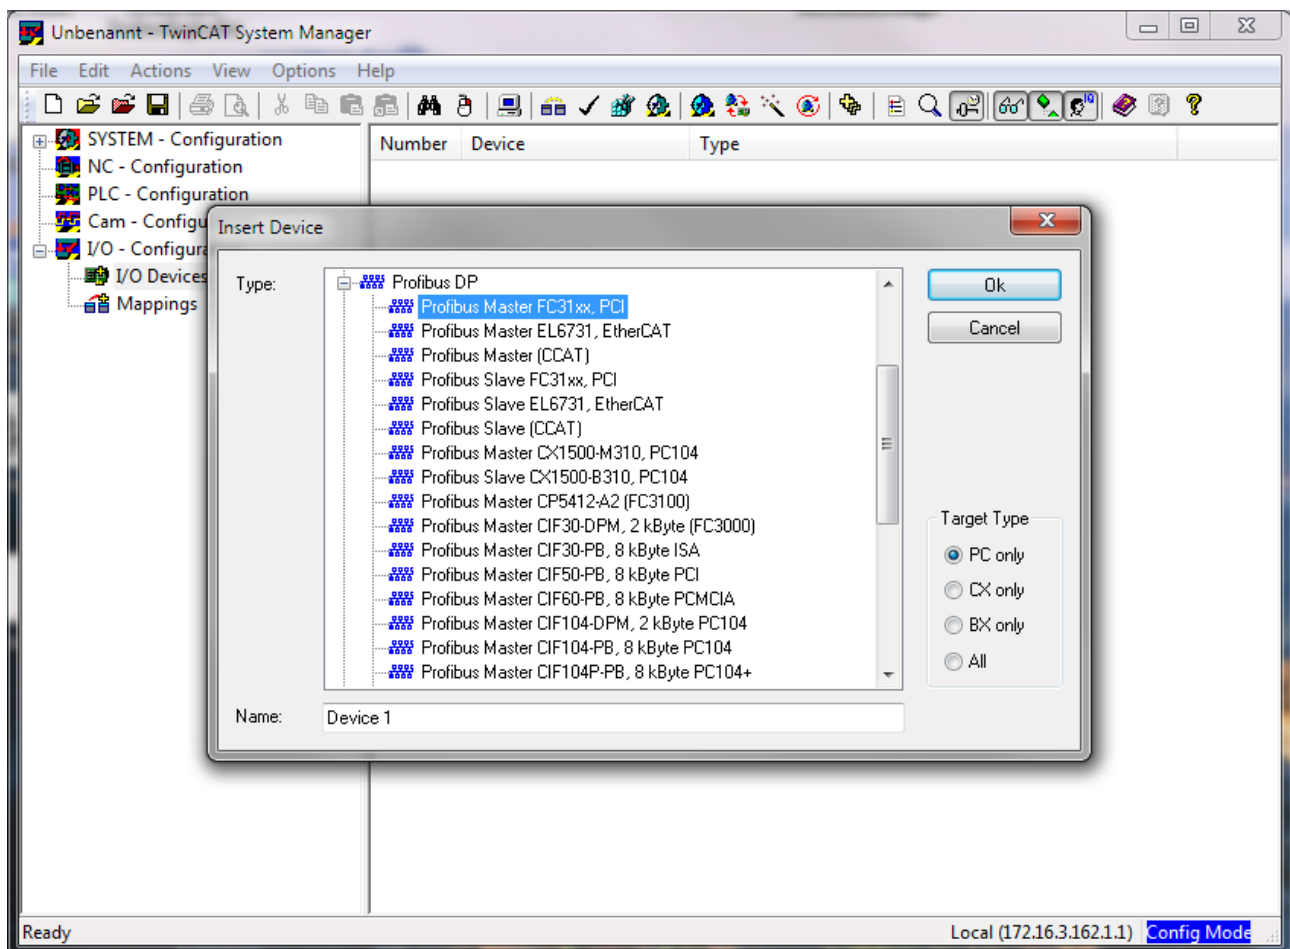 Unbenannt - TwinCAT System Manager
File Edit Actions View Options Help
SYSTEM - Configuration
NC - Configuration
PLC - Configuration
Cam - Configu
I/O - Configura
I/O Devices
Mappings
Number Device Type
Insert Device
Type:
Profibus DP
Profibus Master FC31xx, PCI
Profibus Master EL6731, EtherCAT
Profibus Master (CCAT)
Profibus Slave FC31xx, PCI
Profibus Slave EL6731, EtherCAT
Profibus Slave (CCAT)
Profibus Master CX1500-M310, PC104
Profibus Slave CX1500-B310, PC104
Profibus Master CP5412-A2 (FC3100)
Profibus Master CIF30-DPM, 2 kByte (FC3000)
Profibus Master CIF30-PB, 8 kByte ISA
Profibus Master CIF50-PB, 8 kByte PCI
Profibus Master CIF60-PB, 8 kByte PCMCIA
Profibus Master CIF104-DPM, 2 kByte PC104
Profibus Master CIF104-PB, 8 kByte PC104
Profibus Master CIF104P-PB, 8 kByte PC104+
Ok
Cancel
Target Type
PC only
CX only
BX only
All
Name: Device 1
Ready Local (172.16.3.162.1.1) Config Mode